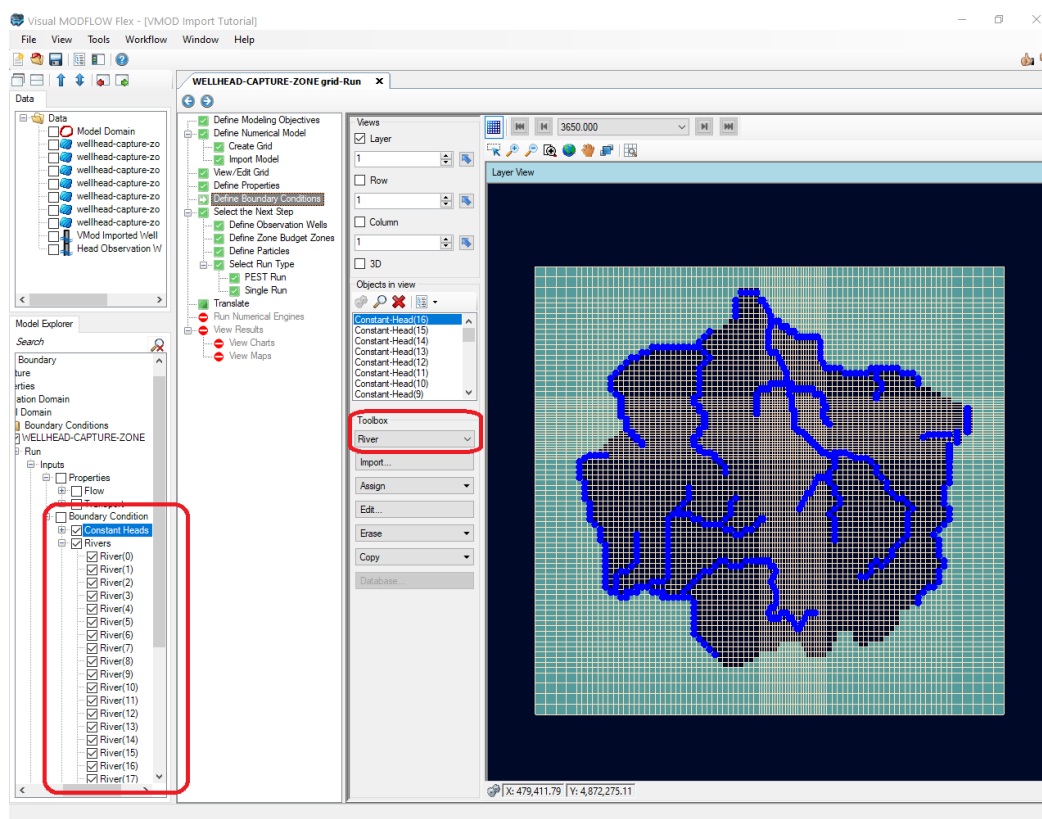 Visual MODFLOW Flex - [VMOD Import Tutorial]
File View Tools Workflow Window Help
WELLHEAD-CAPTURE-ZONE grid-Run X
Data
Data
Model Domain
wellhead-capture-zo
wellhead-capture-zo
wellhead-capture-zo
wellhead-capture-zo
wellhead-capture-zo
wellhead-capture-zo
wellhead-capture-zo
VMod Imported Well
Head Observation W
Model Explorer
Search
Boundary
ture
erties
ation Domain
l Domain
Boundary Conditions
WELLHEAD-CAPTURE-ZONE
Run
Inputs
Properties
Flow
Transport
Boundary Condition
Constant Heads
Rivers
River(0)
River(1)
River(2)
River(3)
River(4)
River(5)
River(6)
River(7)
River(8)
River(9)
River(10)
River(11)
River(12)
River(13)
River(14)
River(15)
River(16)
River(17)
Define Modeling Objectives
Define Numerical Model
Create Grid
Import Model
View/Edit Grid
Define Properties
Define Boundary Conditions
Select the Next Step
Define Observation Wells
Define Zone Budget Zones
Define Particles
Select Run Type
PEST Run
Single Run
Translate
Run Numerical Engines
View Results
View Charts
View Maps
Views
Layer
1
Row
1
Column
1
3D
Objects in view
Constant-Head(16)
Constant-Head(15)
Constant-Head(14)
Constant-Head(13)
Constant-Head(12)
Constant-Head(11)
Constant-Head(10)
Constant-Head(9)
Toolbox
River
Import...
Assign
Edit...
Erase
Copy
Database...
3650.000
Layer View
X: 479,411.79 Y: 4,872,275.11